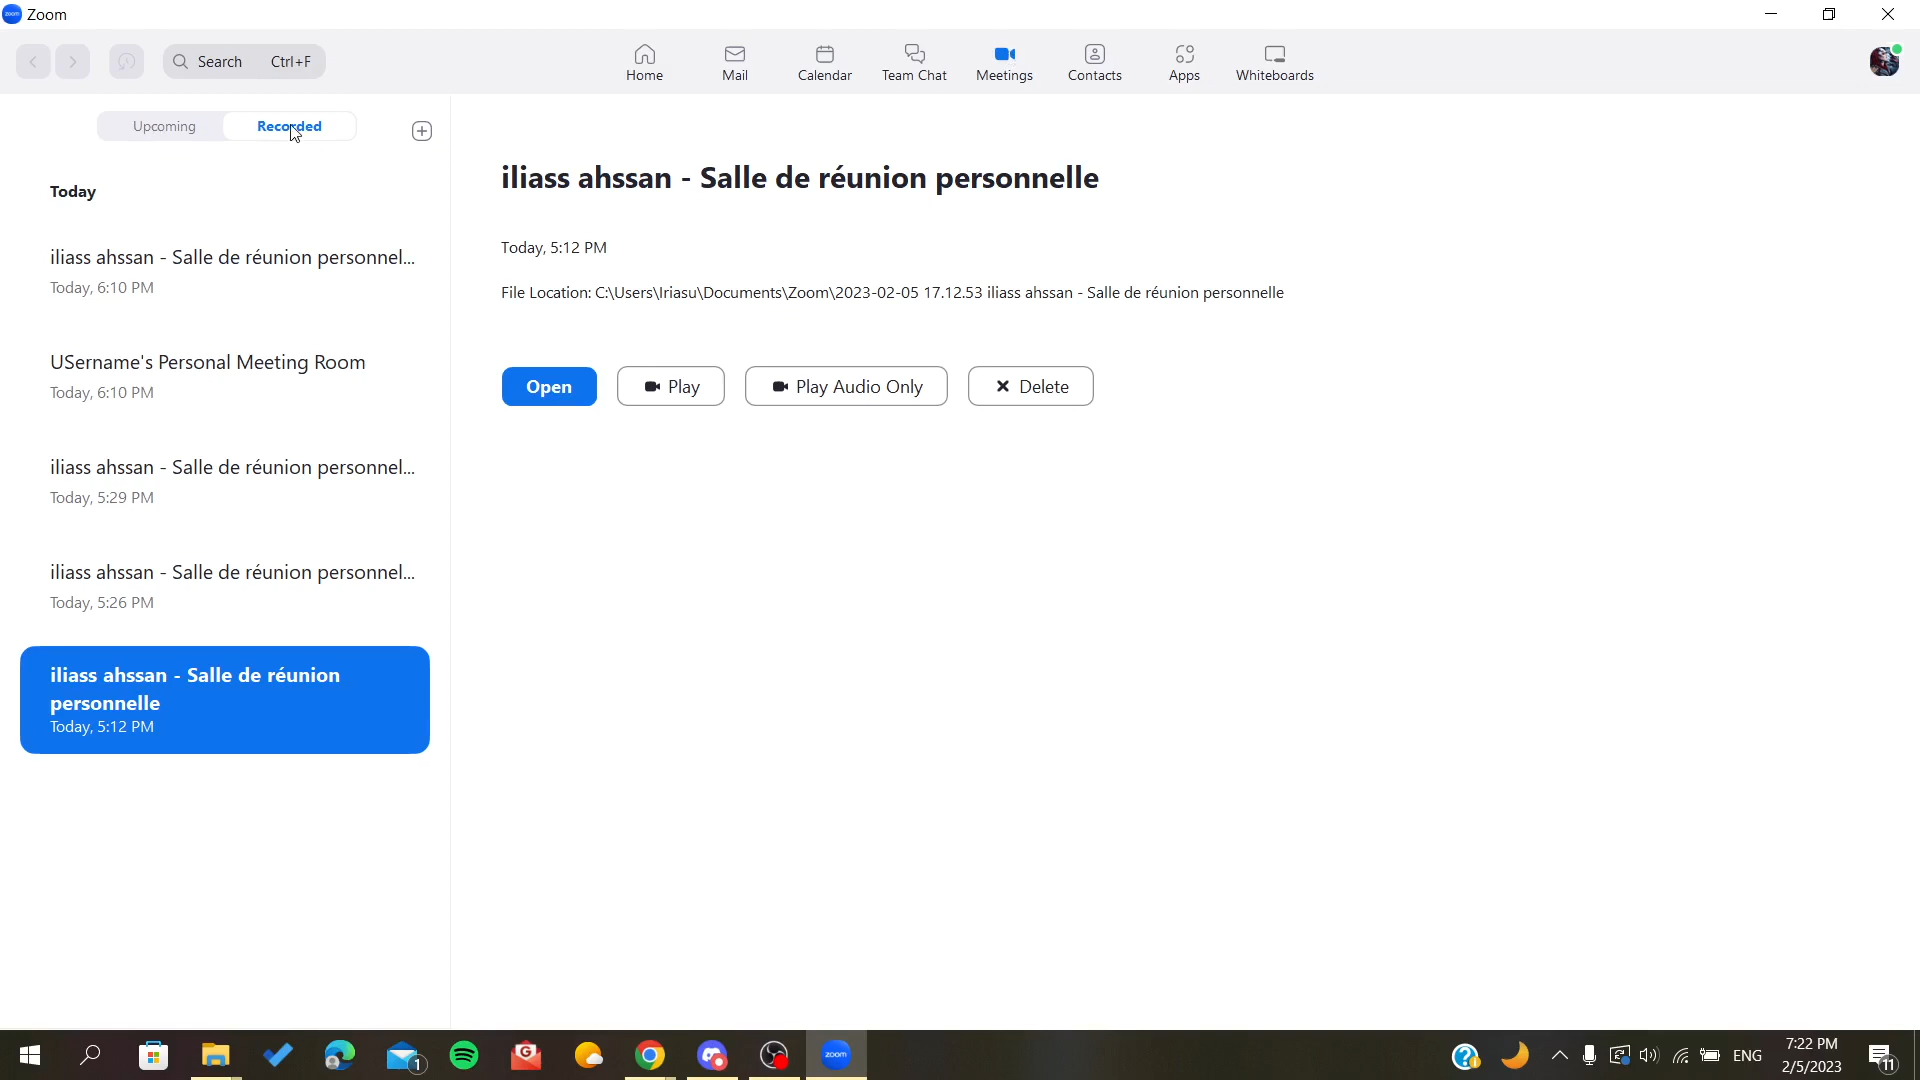 zoom Zoom
Search Ctrl+F
Home
Mail
Calendar
Team Chat
Meetings
Contacts
Apps
Whiteboards
Upcoming
Recorded
Today
iliass ahssan - Salle de réunion personnel...
Today, 6:10 PM
USername's Personal Meeting Room
Today, 6:10 PM
iliass ahssan - Salle de réunion personnel...
Today, 5:29 PM
iliass ahssan - Salle de réunion personnel...
Today, 5:26 PM
iliass ahssan - Salle de réunion
personnelle
Today, 5:12 PM
iliass ahssan - Salle de réunion personnelle
Today, 5:12 PM
File Location: C:\Users\Iriasu\Documents\Zoom\2023-02-05 17.12.53 iliass ahssan - Salle de réunion personnelle
Open
Play
Play Audio Only
Delete
1
G
zoom
ENG
7:22 PM
2/5/2023
11